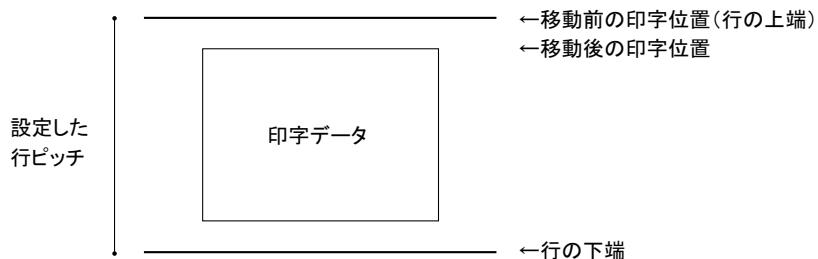 ←移動前の印字位置(行の上端)
←移動後の印字位置
設定した
行ピッチ
印字データ
←行の下端